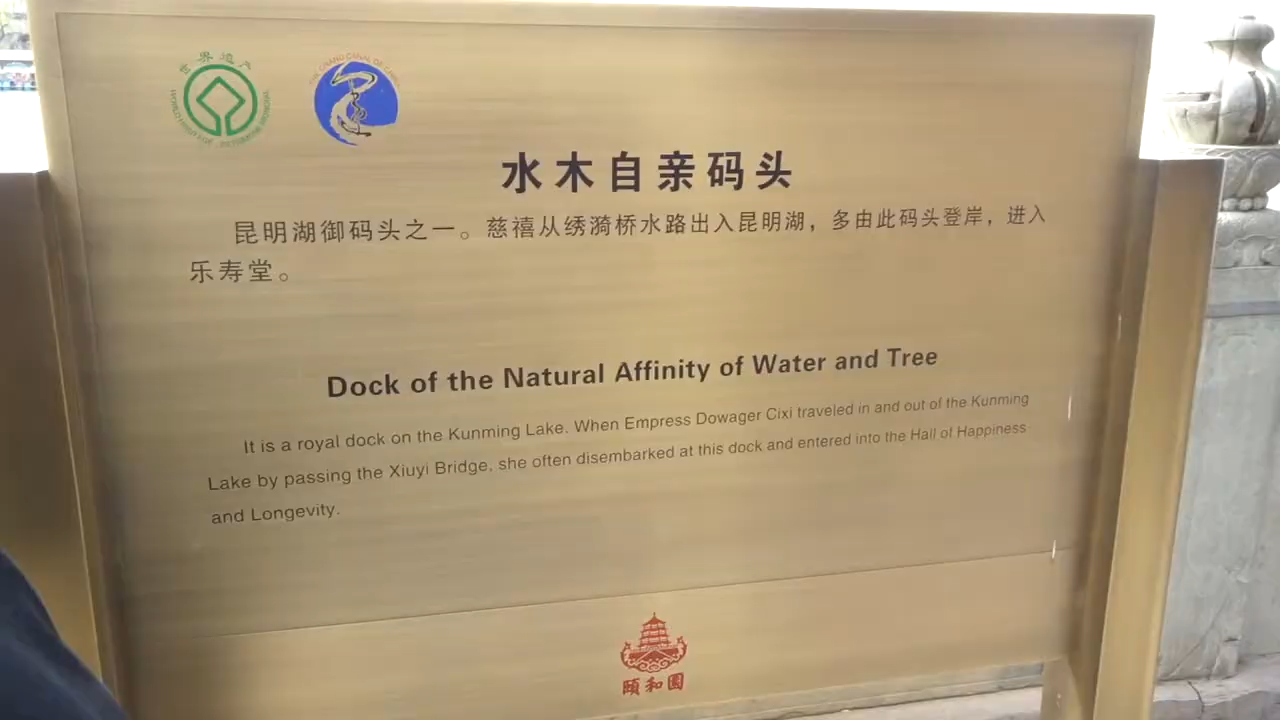 世界遗产
WORLD HERITAGE · PATRIMOINE MONDIAL
THE GRAND CANAL OF CHINA
水木自亲码头
昆明湖御码头之一。慈禧从绣漪桥水路出入昆明湖，多由此码头登岸，进入
乐寿堂。
Dock of the Natural Affinity of Water and Tree
It is a royal dock on the Kunming Lake. When Empress Dowager Cixi traveled in and out of the Kunming
Lake by passing the Xiuyi Bridge, she often disembarked at this dock and entered into the Hall of Happiness
and Longevity.
頤和園